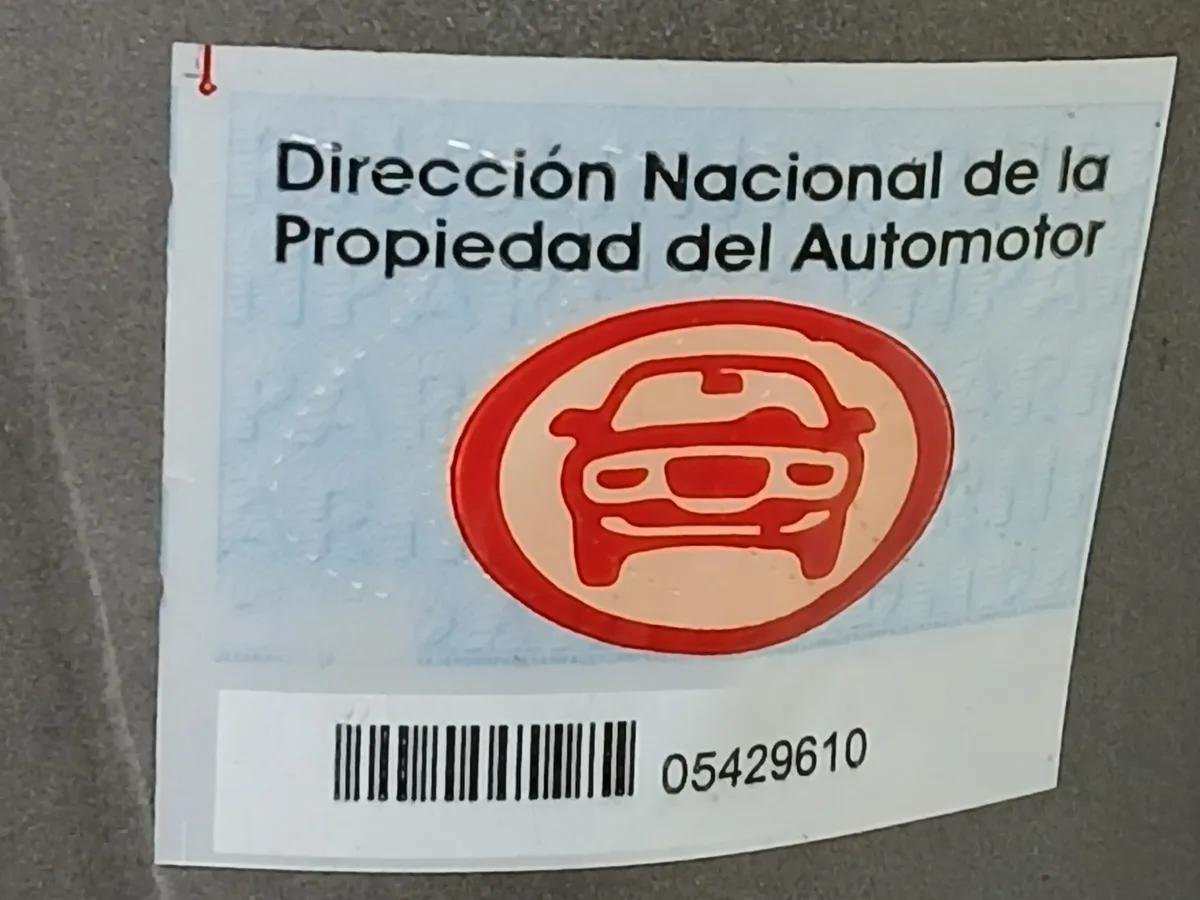 Dirección Nacional de la
Propiedad del Automotor
05429610